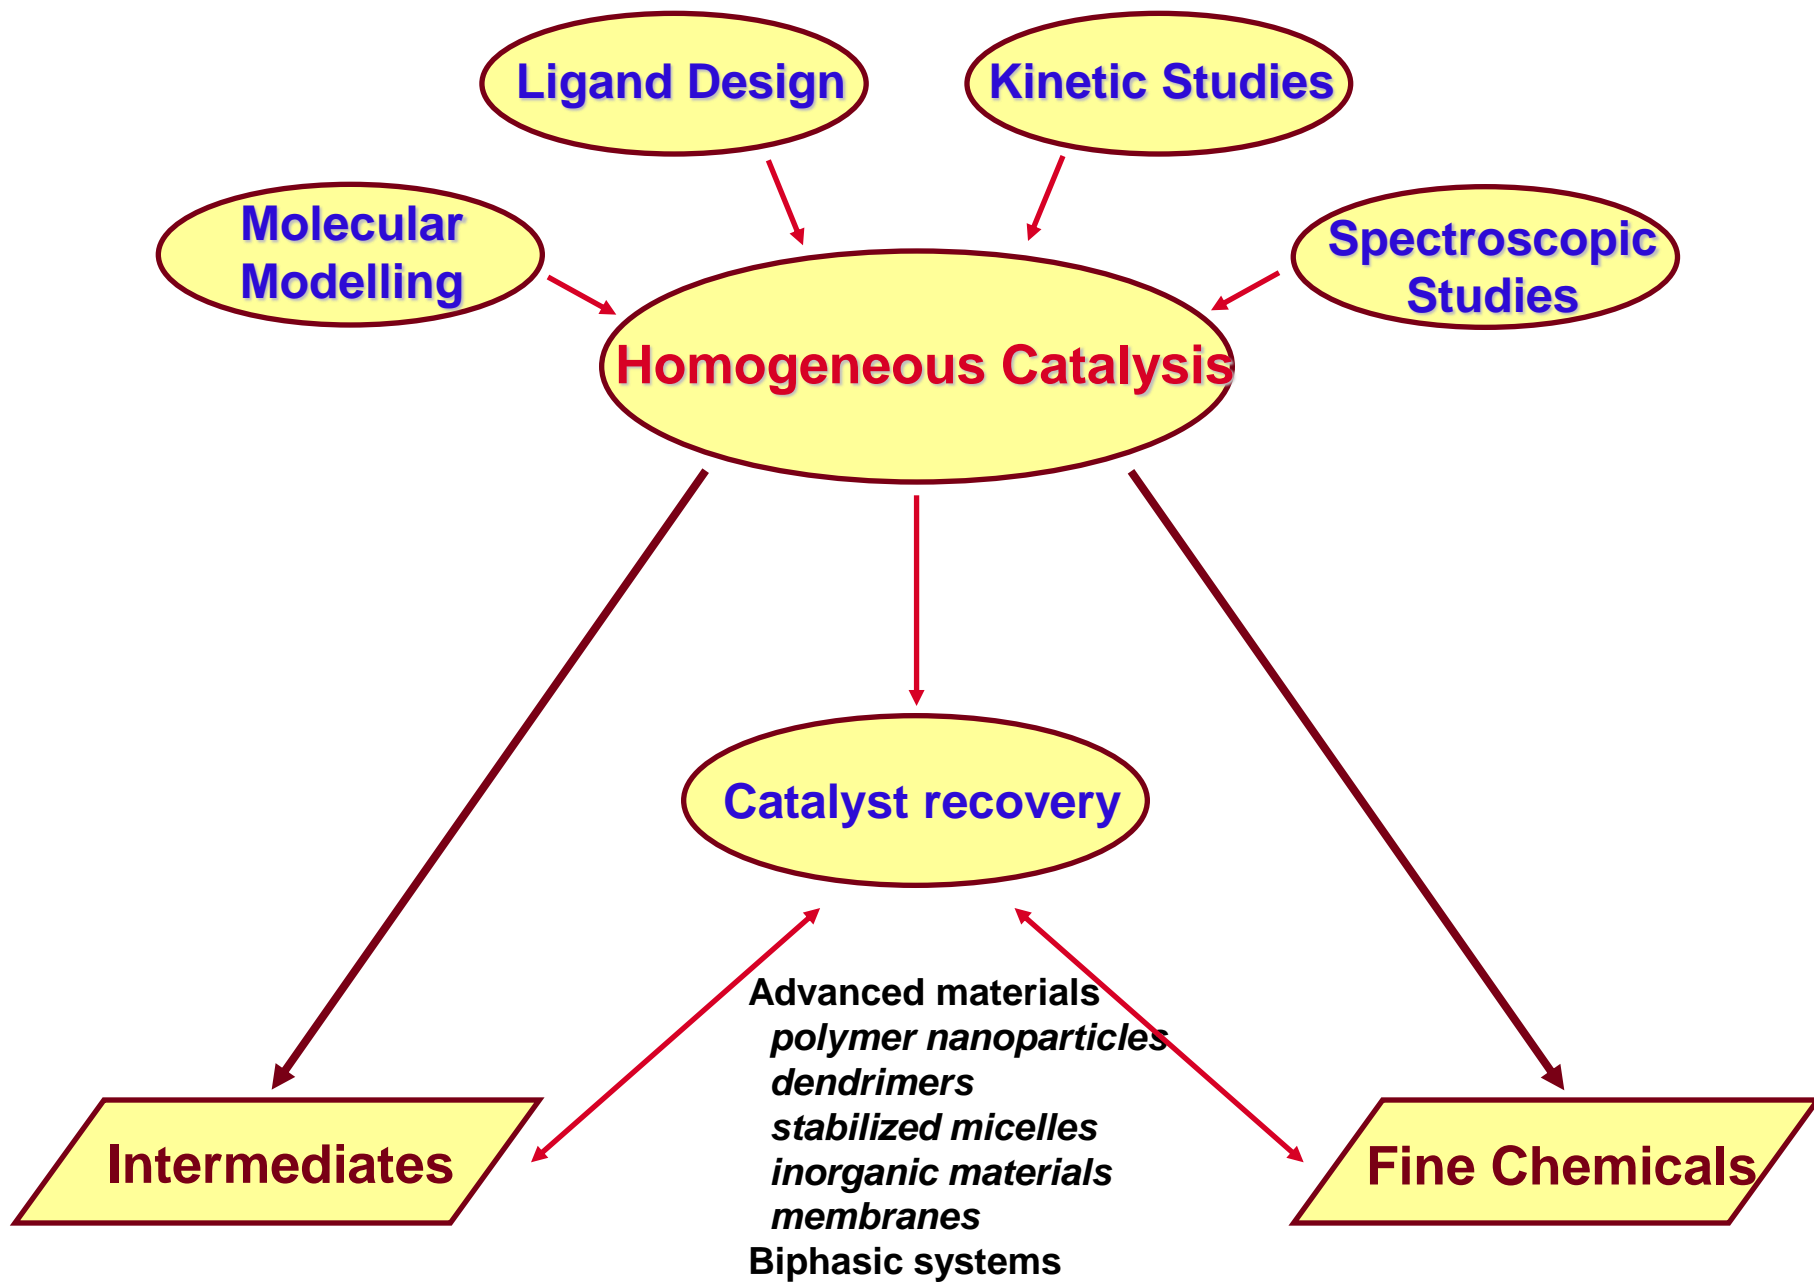 Ligand Design
Kinetic Studies
Molecular
Modelling
Spectroscopic
Studies
Homogeneous Catalysis
Catalyst recovery
Advanced materials
polymer nanoparticles
dendrimers
stabilized micelles
inorganic materials
membranes
Biphasic systems
Intermediates
Fine Chemicals